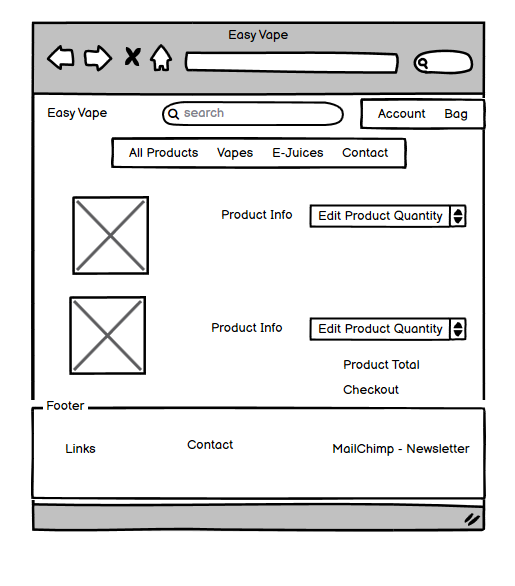 Easy Vape
Easy Vape search Account Bag
All Products Vapes E-Juices Contact
Product Info Edit Product Quantity
Product Info Edit Product Quantity
Product Total
Checkout
Footer
Links Contact MailChimp - Newsletter